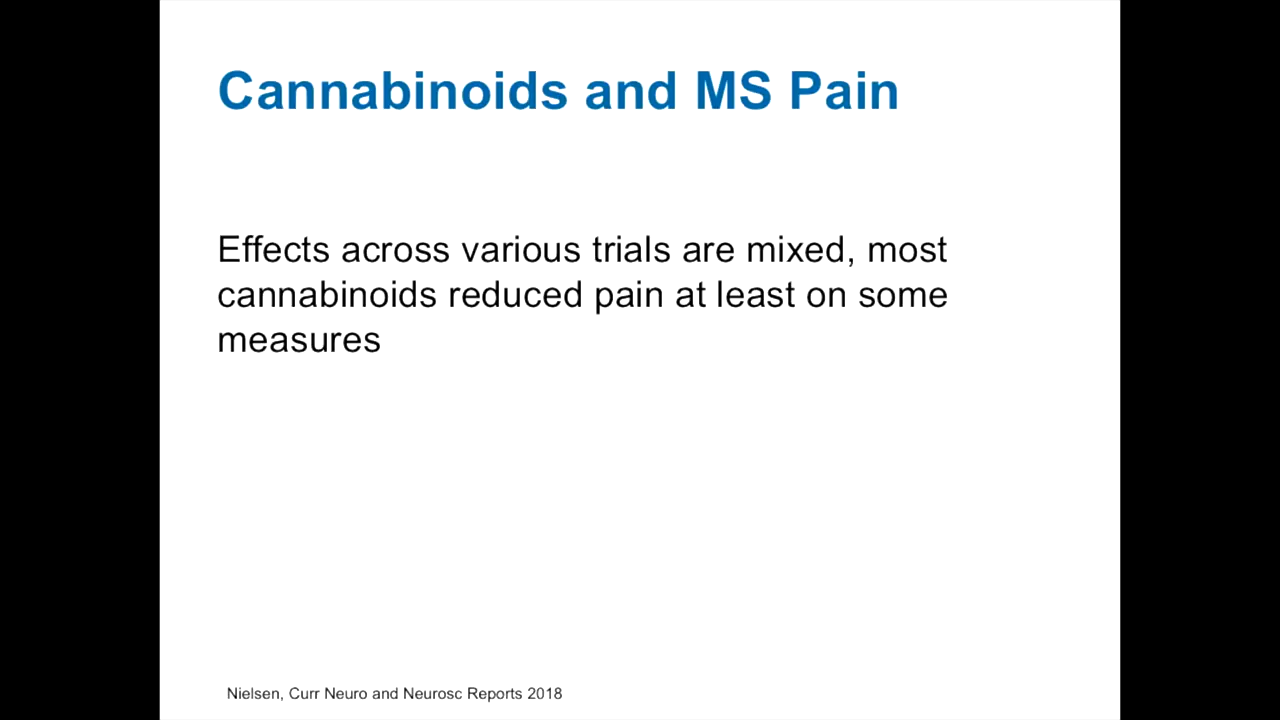 Cannabinoids and MS Pain
Effects across various trials are mixed, most
cannabinoids reduced pain at least on some
measures
Nielsen, Curr Neuro and Neurosc Reports 2018